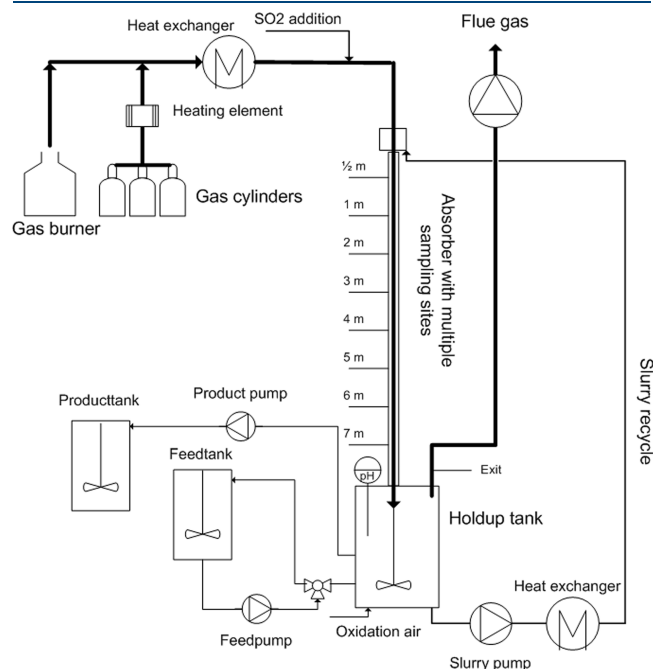 Heat exchanger
SO2 addition
Flue gas
Heating element
Gas cylinders
Gas burner
½ m
1 m
2 m
3 m
4 m
5 m
6 m
7 m
Absorber with multiple
sampling sites
Slurry recycle
Product pump
Producttank
Feedtank
pH
Exit
Holdup tank
Heat exchanger
Oxidation air
Feedpump
Slurry pump